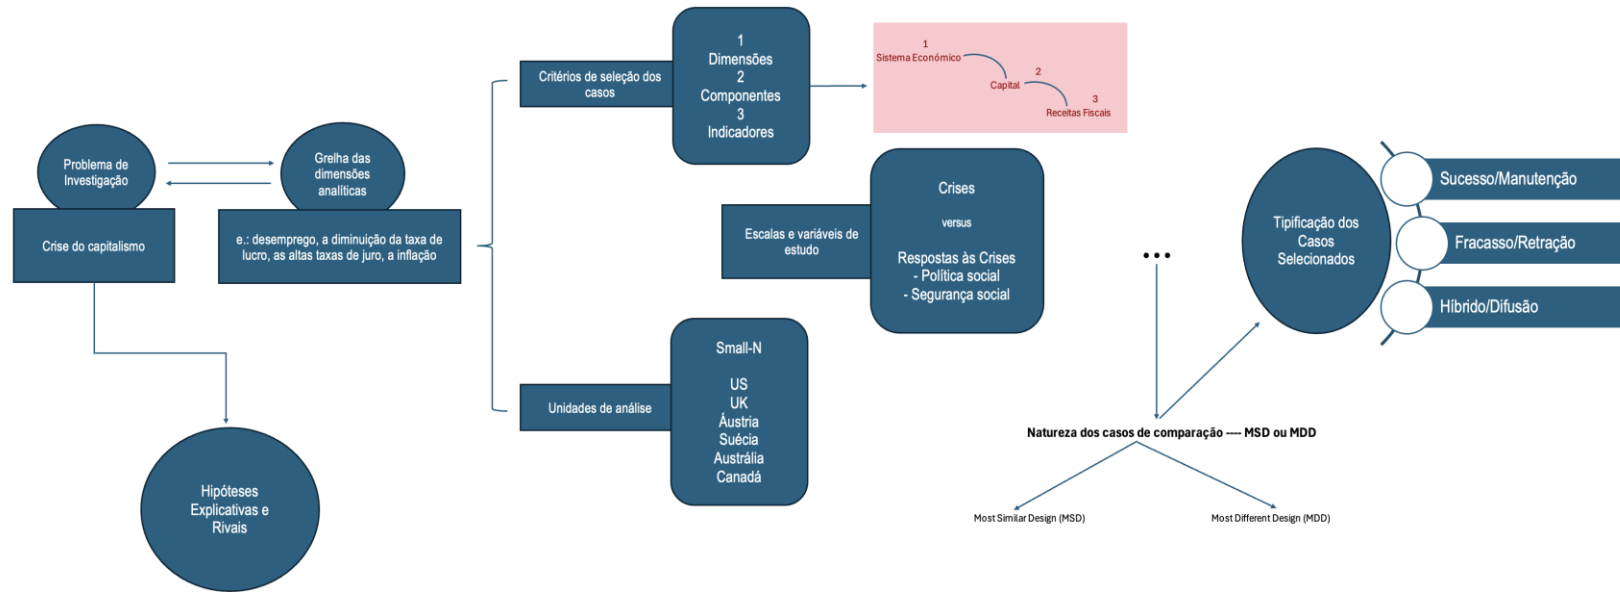 Problema de
Investigação
Crise do capitalismo
Grelha das
dimensões
analíticas
e.: desemprego, a diminuição da taxa de
lucro, as altas taxas de juro, a inflação
Hipóteses
Explicativas e
Rivais
Critérios de seleção dos
casos
1
Dimensões
2
Componentes
3
Indicadores
1
Sistema Económico
2
Capital
3
Receitas Fiscais
Escalas e variáveis de
estudo
Crises
versus
Respostas às Crises
- Política social
- Segurança social
Unidades de análise
Small-N
US
UK
Áustria
Suécia
Austrália
Canadá
...
Natureza dos casos de comparação ---- MSD ou MDD
Most Similar Design (MSD)
Most Different Design (MDD)
Tipificação dos
Casos
Selecionados
Sucesso/Manutenção
Fracasso/Retração
Híbrido/Difusão